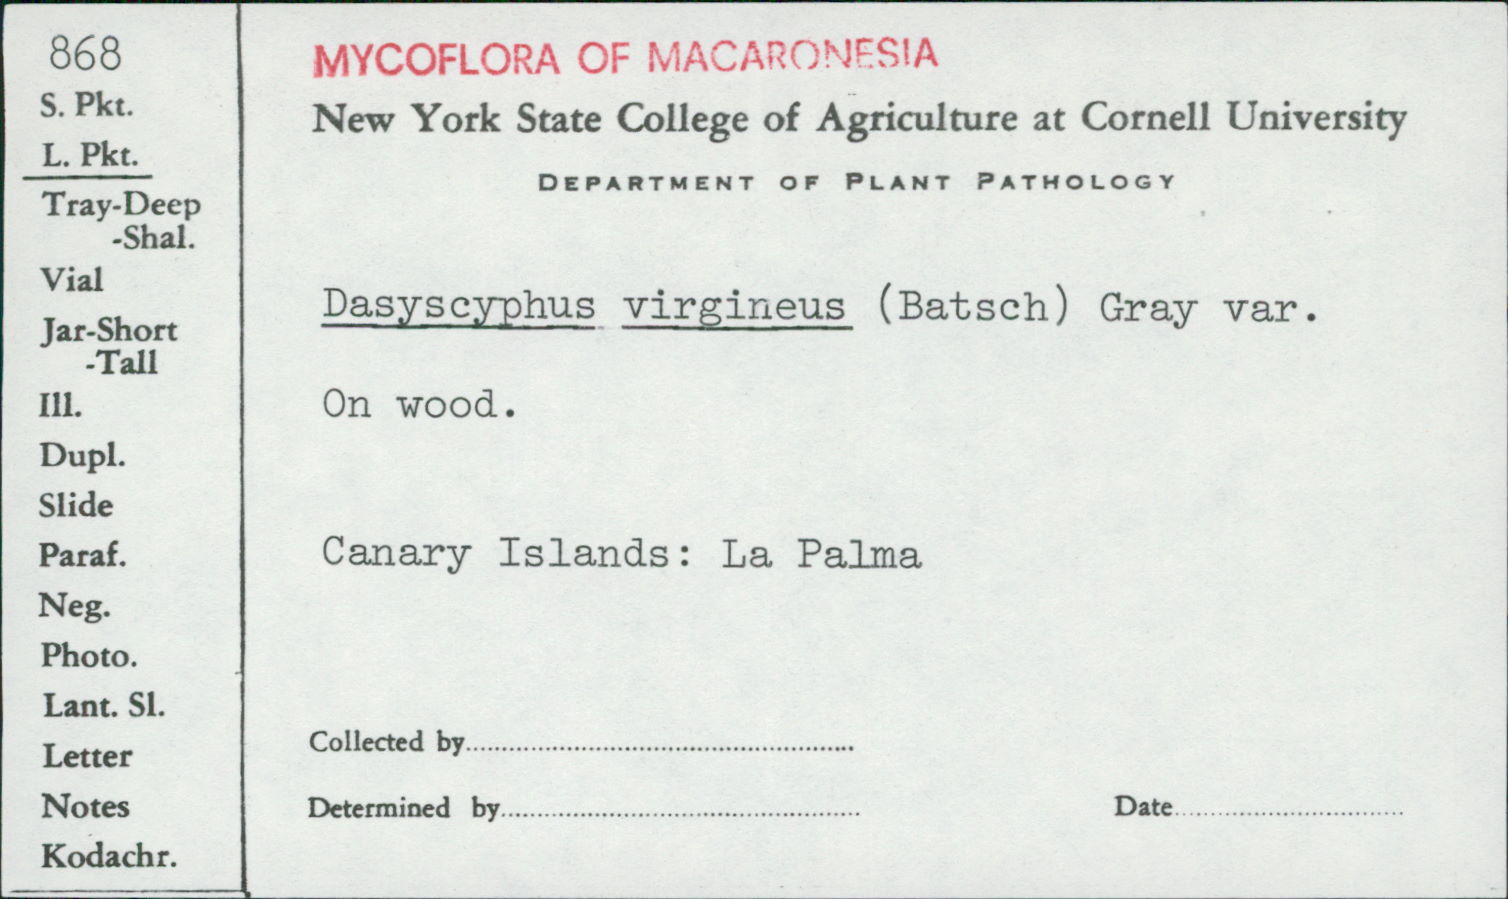 868
S. Pkt.
L. Pkt.
Tray-Deep
-Shal.
Vial
Jar-Short
-Tall
Ill.
Dupl.
Slide
Paraf.
Neg.
Photo.
Lant. Sl.
Letter
Notes
Kodachr.
MYCOFLORA OF MACARONESIA
New York State College of Agriculture at Cornell University
DEPARTMENT OF PLANT PATHOLOGY
Dasyscyphus virgineus (Batsch) Gray var.
On wood.
Canary Islands: La Palma
Collected by
Determined by
Date